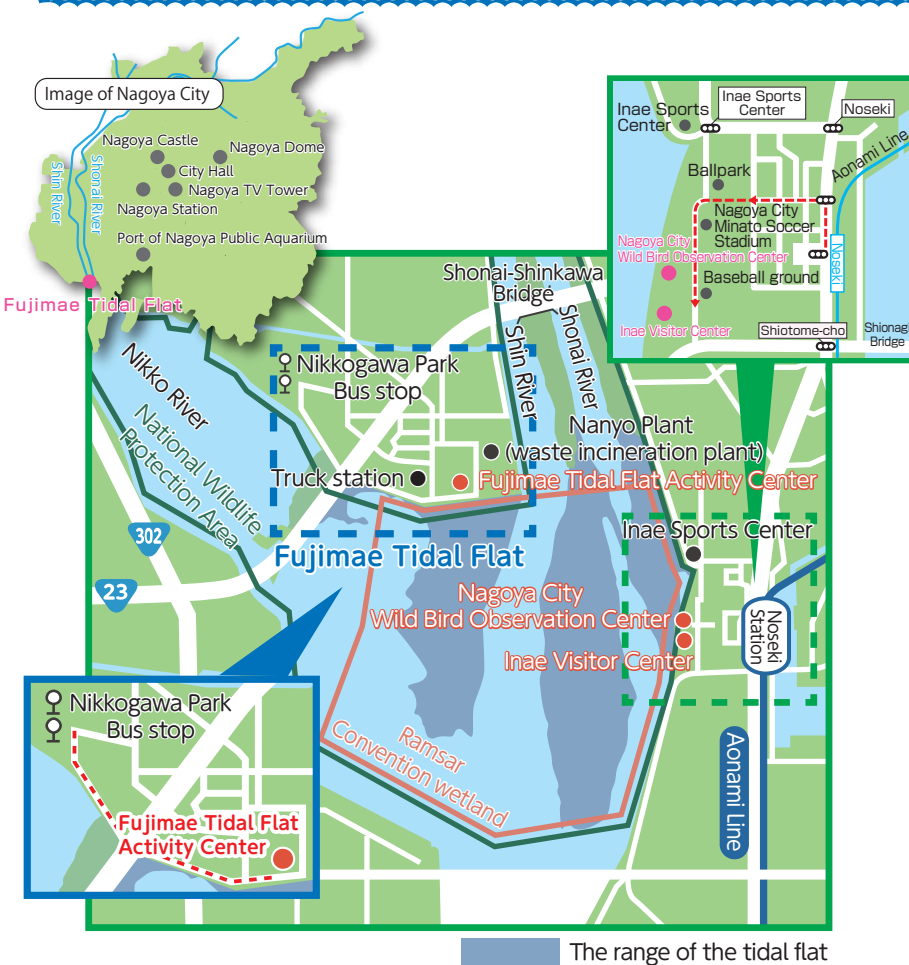 Image of Nagoya City
Nagoya Castle
Nagoya Dome
City Hall
Nagoya TV Tower
Nagoya Station
Port of Nagoya Public Aquarium
Shin River
Shonai River
Fujimae Tidal Flat
Inae Sports
Center
Inae Sports
Center
Noseki
Aonami Line
Ballpark
Nagoya City
Minato Soccer
Stadium
Nagoya City
Wild Bird Observation Center
Noseki
Baseball ground
Inae Visitor Center
Shiotome-cho
Shionagi
Bridge
Shonai-Shinkawa
Bridge
Shin River
Shonai River
Nikko River
National Wildlife
Protection Area
Nikkogawa Park
Bus stop
Nanyo Plant
(waste incineration plant)
Truck station
Fujimae Tidal Flat Activity Center
302
23
Fujimae Tidal Flat
Inae Sports Center
Nagoya City
Wild Bird Observation Center
Inae Visitor Center
Noseki
Station
Ramsar
Convention wetland
Aonami Line
Nikkogawa Park
Bus stop
Fujimae Tidal Flat
Activity Center
The range of the tidal flat